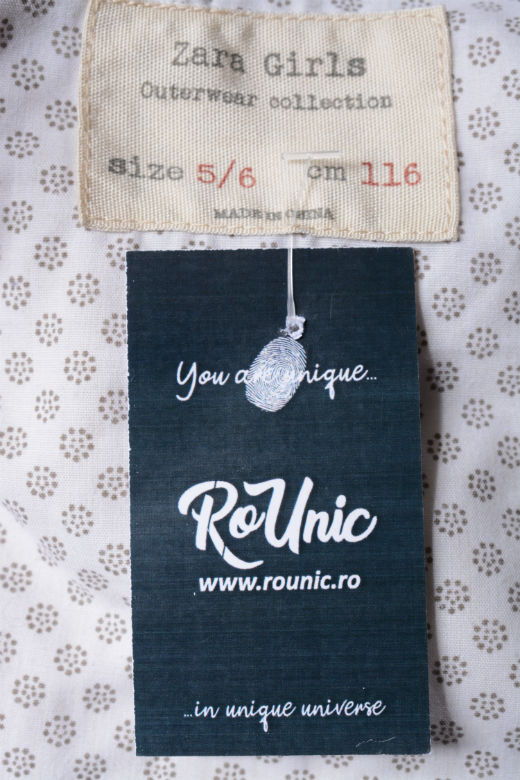 Zara Girls
Outerwear collection
size 5/6 cm 116
MADE IN CHINA
You are unique...
RoUnic
www.rounic.ro
...in unique universe